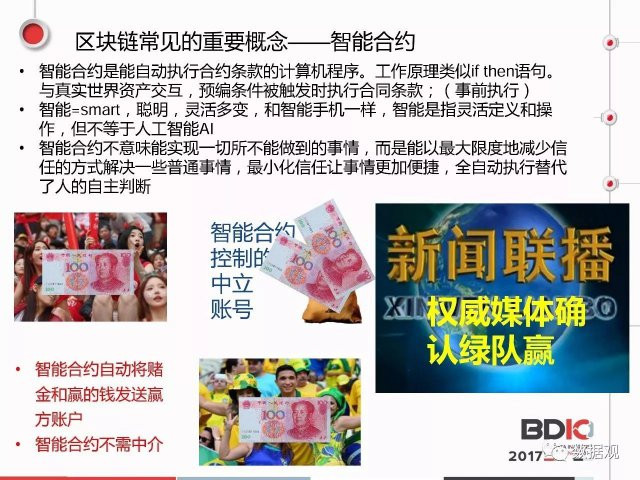 区块链常见的重要概念——智能合约
• 智能合约是能自动执行合约条款的计算机程序。工作原理类似if then语句。
与真实世界资产交互，预编条件被触发时执行合同条款；（事前执行）
• 智能=smart，聪明，灵活多变，和智能手机一样，智能是指灵活定义和操
作，但不等于人工智能AI
• 智能合约不意味能实现一切所不能做到的事情，而是能以最大限度地减少信
任的方式解决一些普通事情，最小化信任让事情更加便捷，全自动执行替代
了人的自主判断
100
智能合约
控制的
中立
账号
100
100
新闻联播
权威媒体确
认绿队赢
• 智能合约自动将赌
金和赢的钱发送赢
方账户
• 智能合约不需中介
100
BDIC
2017
数据观